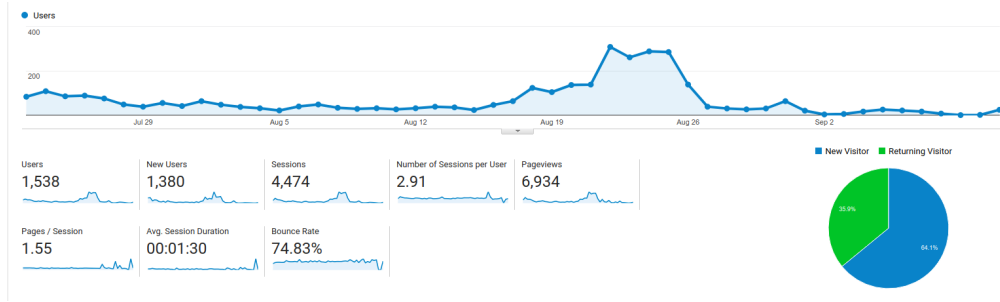 Users
400
200
Jul 29 Aug 5 Aug 12 Aug 19 Aug 26 Sep 2
Users New Users Sessions Number of Sessions per User Pageviews
1,538 1,380 4,474 2.91 6,934
Pages / Session Avg. Session Duration Bounce Rate
1.55 00:01:30 74.83%
New Visitor Returning Visitor
35.9%
64.1%